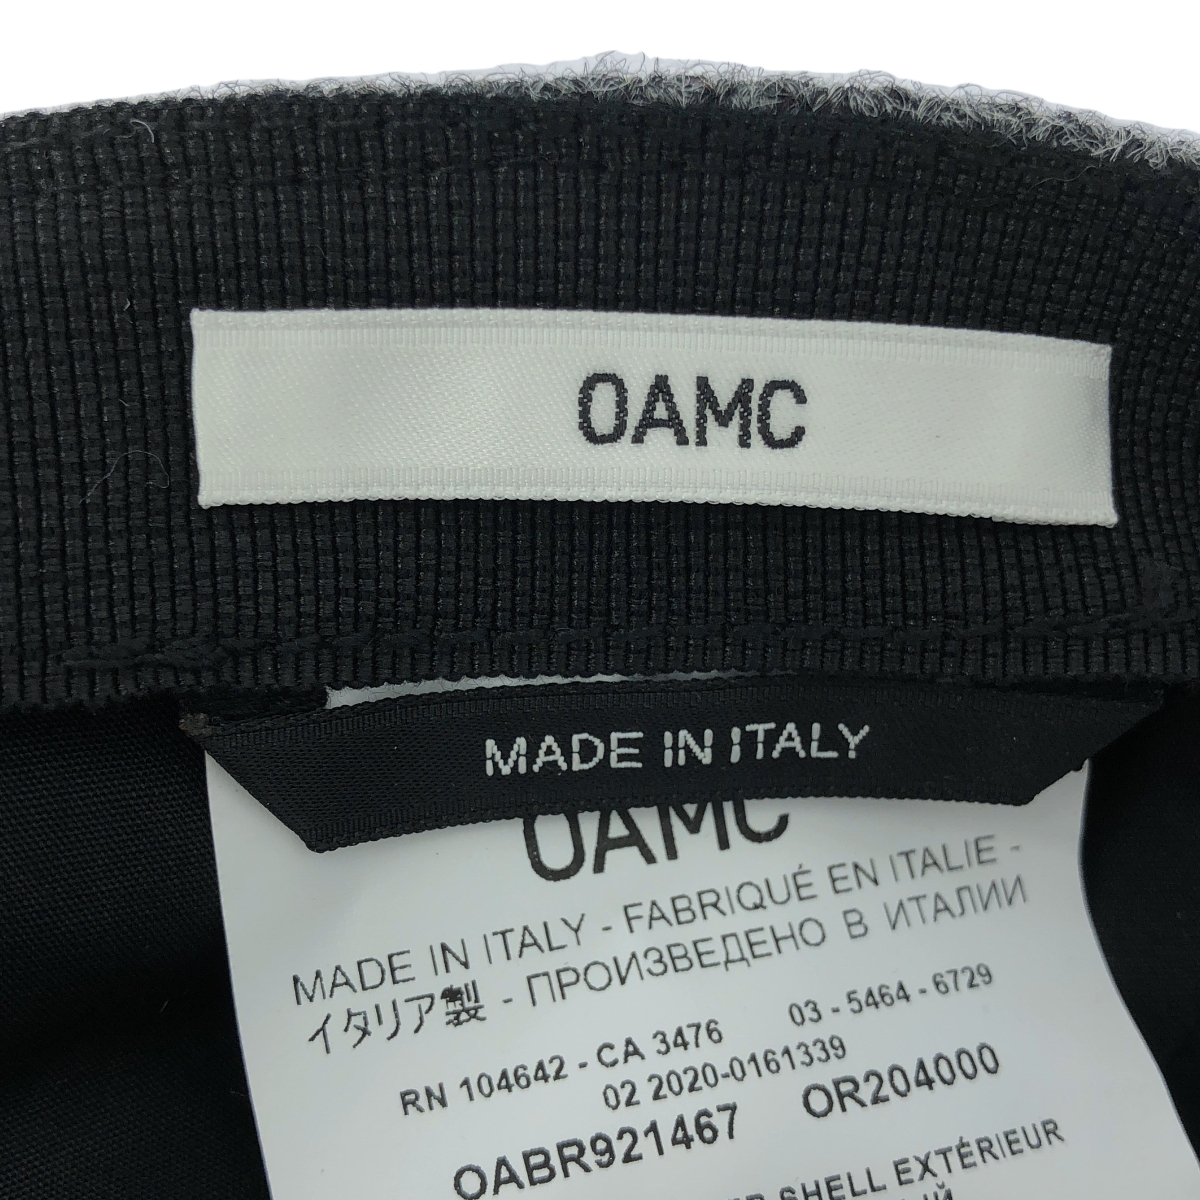 OAMC
MADE IN ITALY
OAMC
MADE IN ITALY - FABRIQUÉ EN ITALIE -
イタリア製 - ПРОИЗВЕДЕНО В ИТАЛИИ
03 - 5464 - 6729
RN 104642 - CA 3476
02 2020-0161339
OABR921467 OR204000
SHELL EXTÉRIEUR